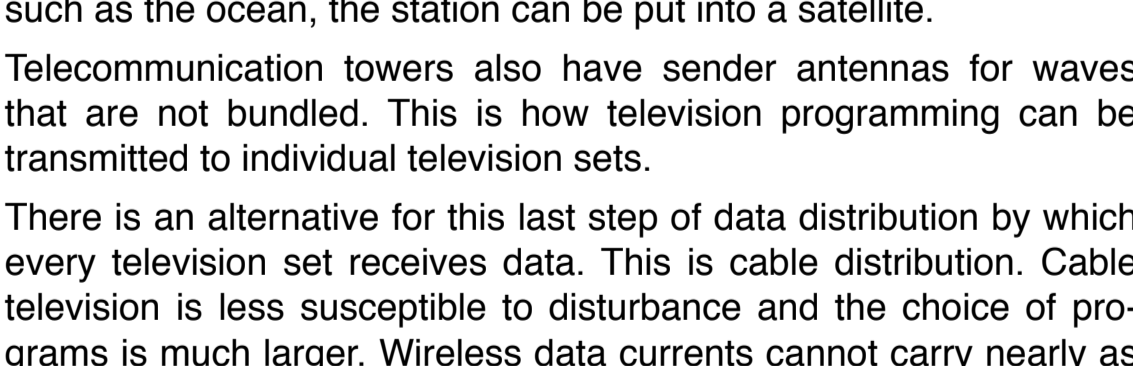 such as the ocean, the station can be put into a satellite.
Telecommunication towers also have sender antennas for waves
that are not bundled. This is how television programming can be
transmitted to individual television sets.
There is an alternative for this last step of data distribution by which
every television set receives data. This is cable distribution. Cable
television is less susceptible to disturbance and the choice of pro-
grams is much larger. Wireless data currents cannot carry nearly as